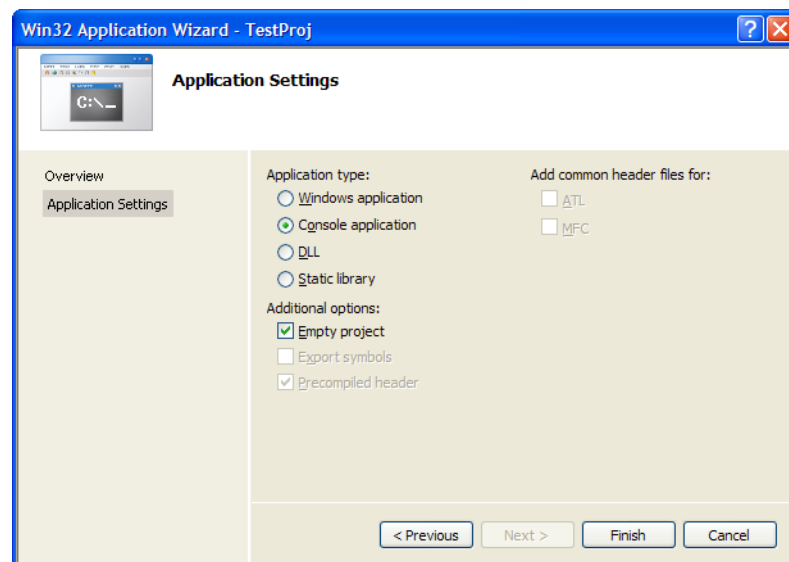 Win32 Application Wizard - TestProj
C:\_
Application Settings
Overview
Application Settings
Application type:
Windows application
Console application
DLL
Static library
Additional options:
Empty project
Export symbols
Precompiled header
Add common header files for:
ATL
MFC
< Previous
Next >
Finish
Cancel